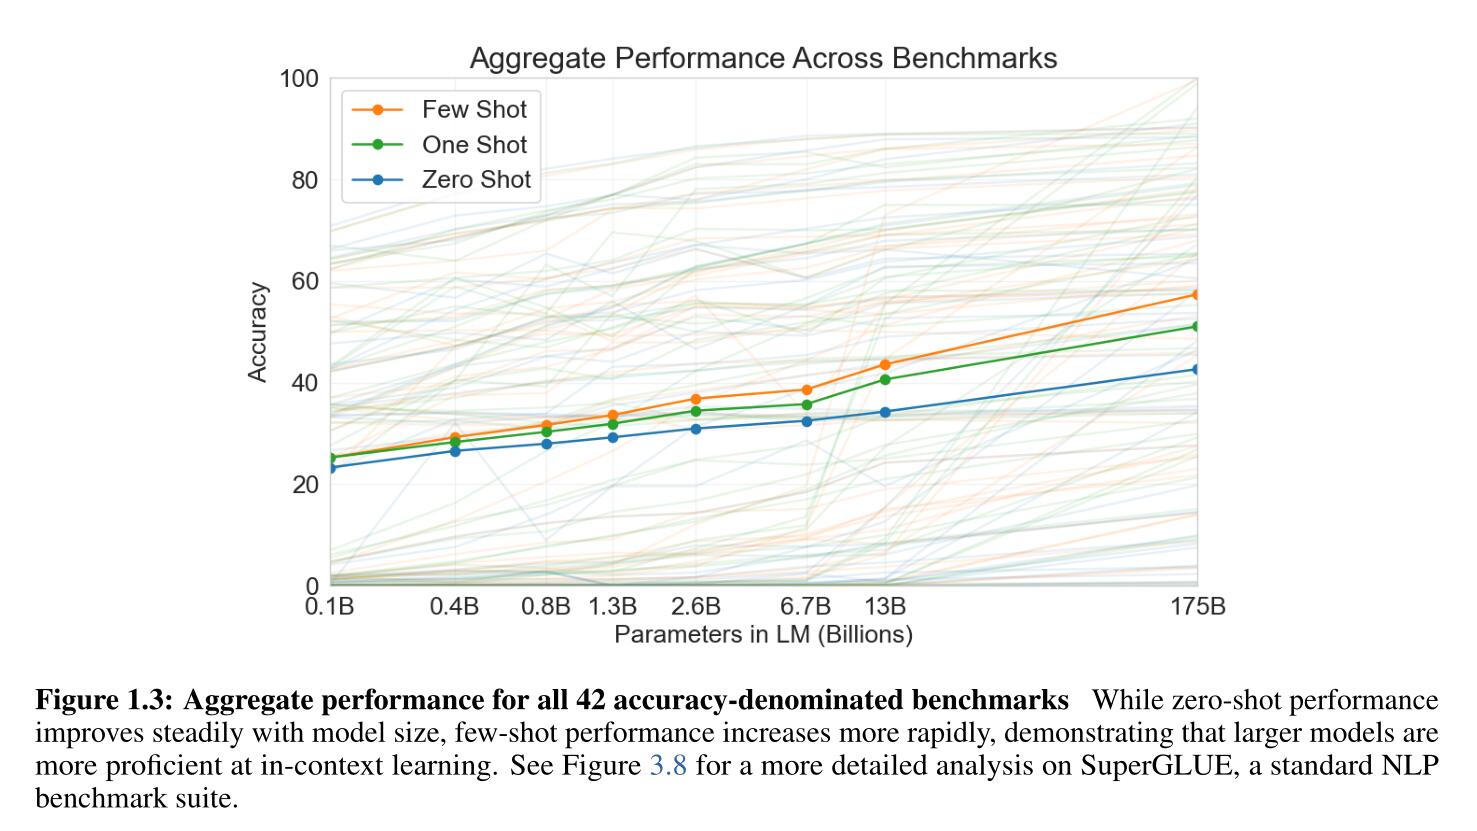 Aggregate Performance Across Benchmarks
100
80
60
40
20
0
Accuracy
Few Shot
One Shot
Zero Shot
0.1B 0.4B 0.8B 1.3B 2.6B 6.7B 13B 175B
Parameters in LM (Billions)
Figure 1.3: Aggregate performance for all 42 accuracy-denominated benchmarks While zero-shot performance
improves steadily with model size, few-shot performance increases more rapidly, demonstrating that larger models are
more proficient at in-context learning. See Figure 3.8 for a more detailed analysis on SuperGLUE, a standard NLP
benchmark suite.